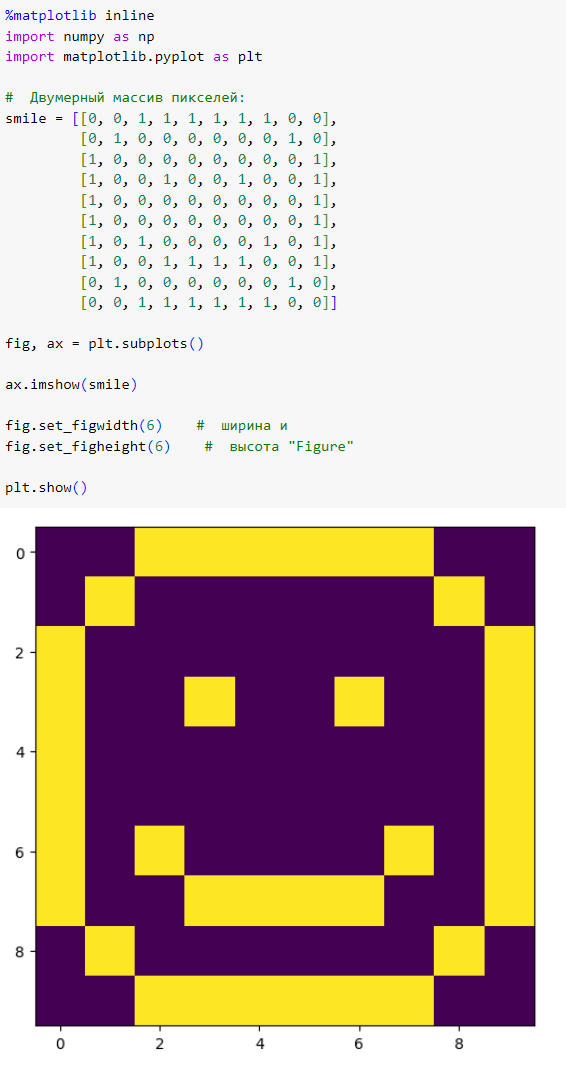 %matplotlib inline
import numpy as np
import matplotlib.pyplot as plt
#  Двумерный массив пикселей:
smile = [[0, 0, 1, 1, 1, 1, 1, 1, 0, 0],
         [0, 1, 0, 0, 0, 0, 0, 0, 1, 0],
         [1, 0, 0, 0, 0, 0, 0, 0, 0, 1],
         [1, 0, 0, 1, 0, 0, 1, 0, 0, 1],
         [1, 0, 0, 0, 0, 0, 0, 0, 0, 1],
         [1, 0, 0, 0, 0, 0, 0, 0, 0, 1],
         [1, 0, 1, 0, 0, 0, 0, 1, 0, 1],
         [1, 0, 0, 1, 1, 1, 1, 0, 0, 1],
         [0, 1, 0, 0, 0, 0, 0, 0, 1, 0],
         [0, 0, 1, 1, 1, 1, 1, 1, 0, 0]]
fig, ax = plt.subplots()
ax.imshow(smile)
fig.set_figwidth(6)    #  ширина и
fig.set_figheight(6)    #  высота "Figure"
plt.show()
0
2
4
6
8
0 2 4 6 8